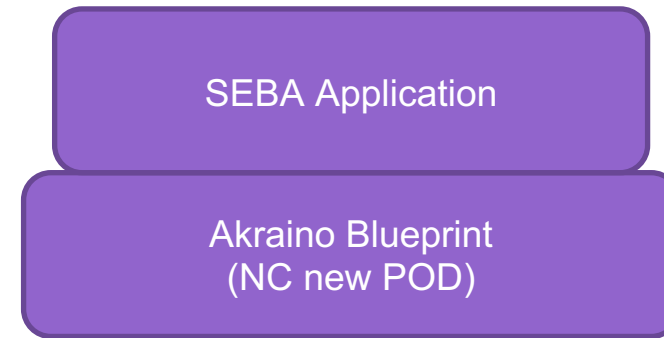 SEBA Application
Akraino Blueprint
(NC new POD)